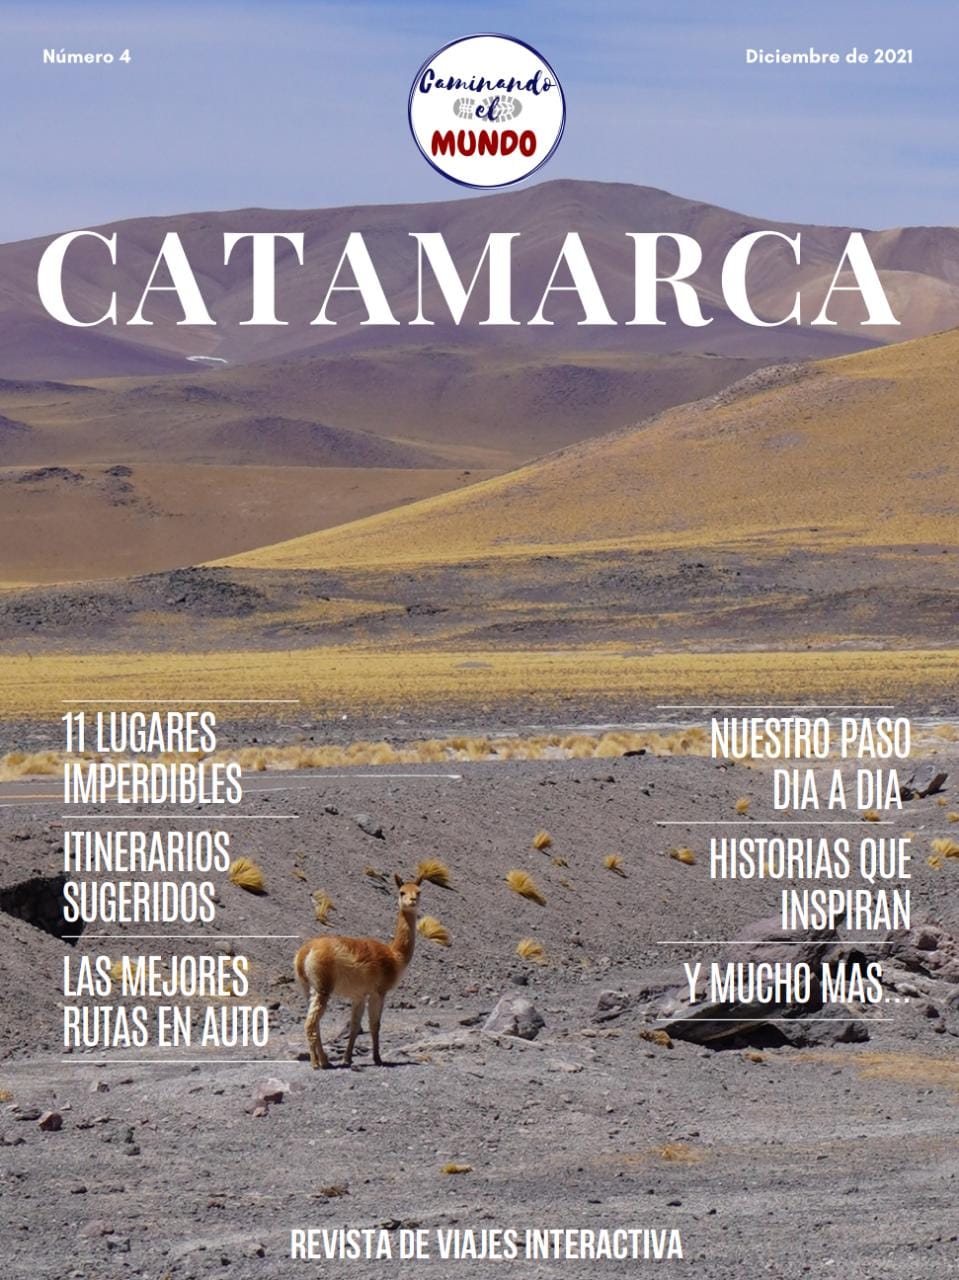 Número 4
Diciembre de 2021
Caminando
el
MUNDO
CATAMARCA
11 LUGARES
IMPERDIBLES
ITINERARIOS
SUGERIDOS
LAS MEJORES
RUTAS EN AUTO
NUESTRO PASO
DIA A DIA
HISTORIAS QUE
INSPIRAN
Y MUCHO MAS...
REVISTA DE VIAJES INTERACTIVA